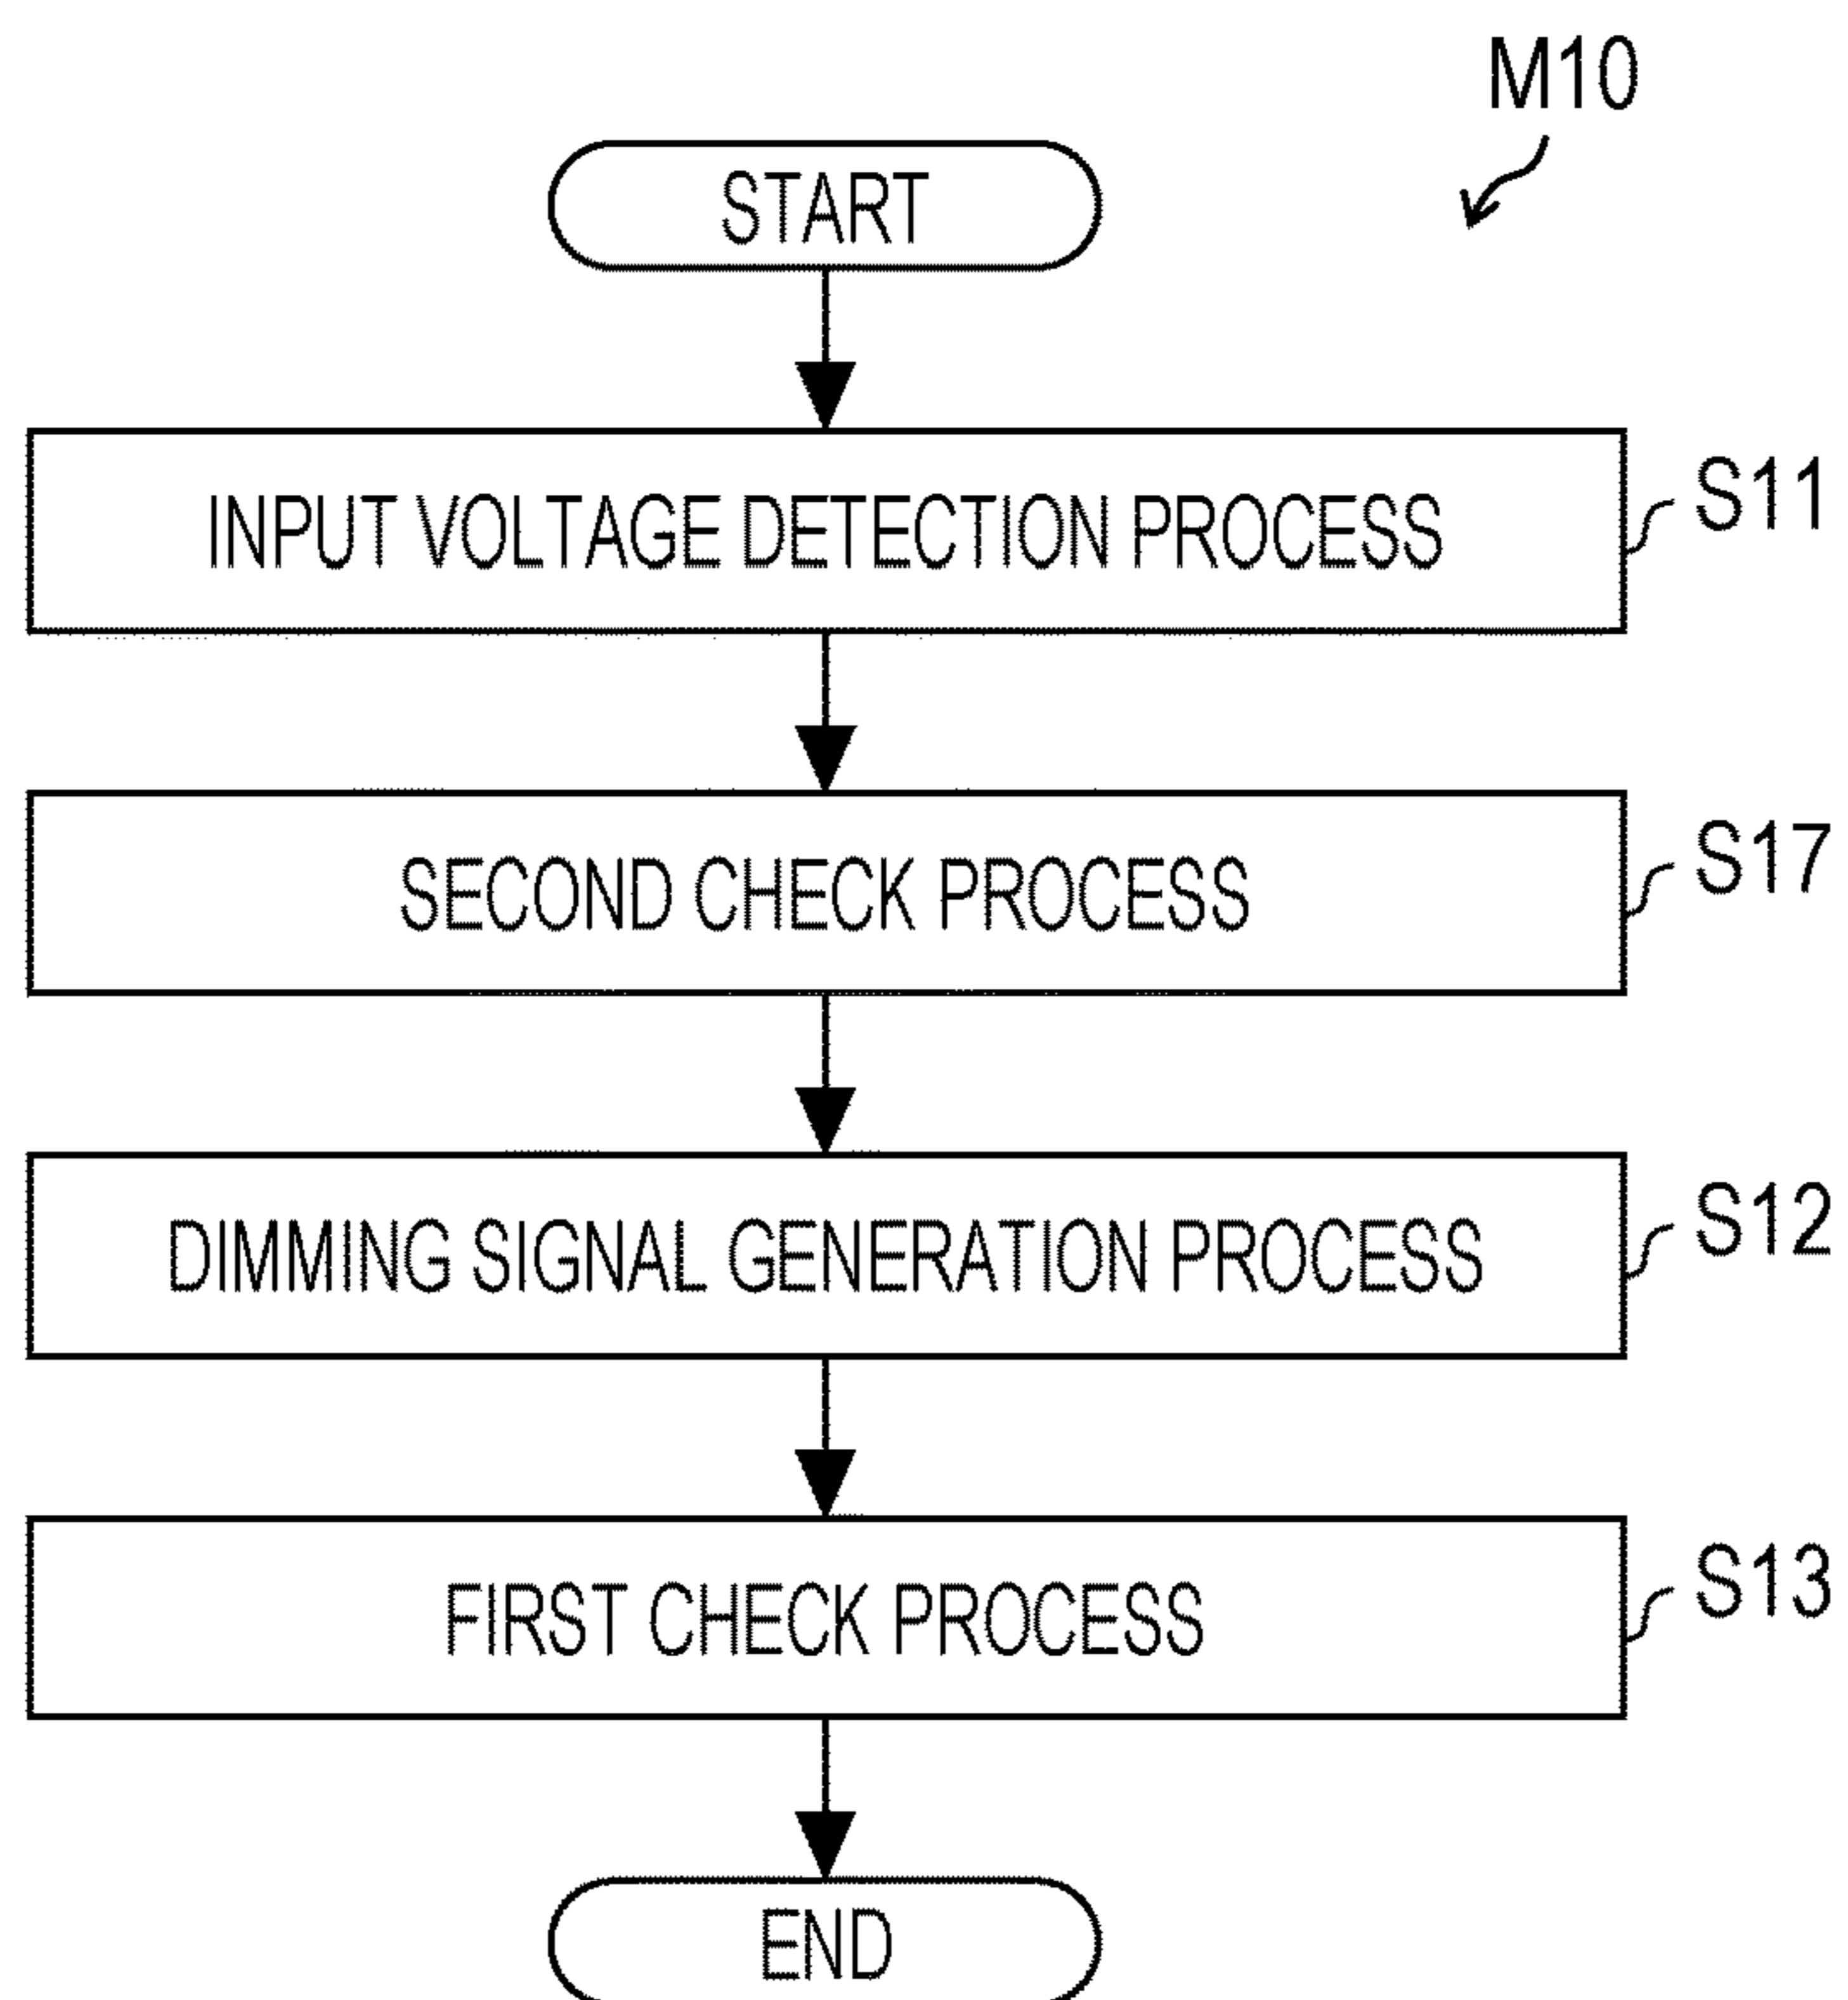 M10
START
INPUT VOLTAGE DETECTION PROCESS
S11
SECOND CHECK PROCESS
S17
DIMMING SIGNAL GENERATION PROCESS
S12
FIRST CHECK PROCESS
S13
END